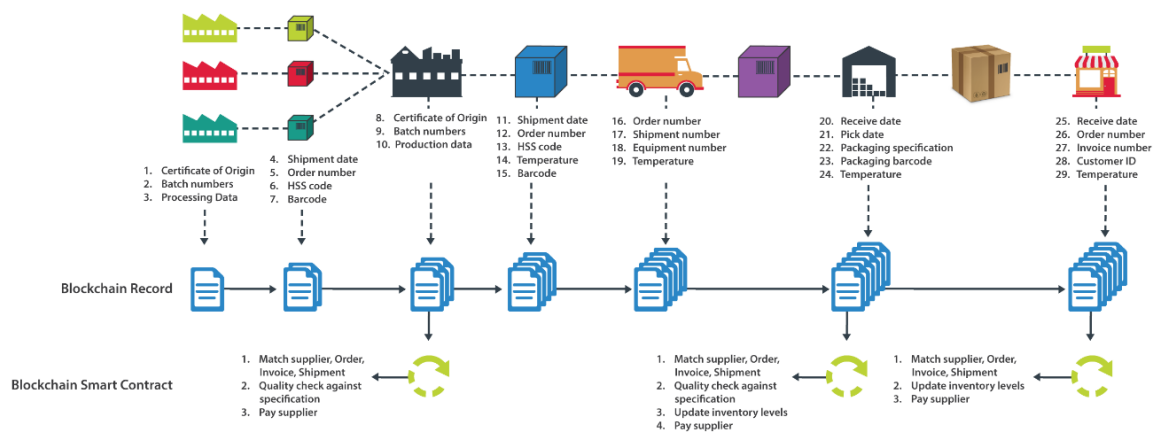 1. Certificate of Origin
2. Batch numbers
3. Processing Data
4. Shipment date
5. Order number
6. HSS code
7. Barcode
8. Certificate of Origin
9. Batch numbers
10. Production data
11. Shipment date
12. Order number
13. HSS code
14. Temperature
15. Barcode
16. Order number
17. Shipment number
18. Equipment number
19. Temperature
20. Receive date
21. Pick date
22. Packaging specification
23. Packaging barcode
24. Temperature
25. Receive date
26. Order number
27. Invoice number
28. Customer ID
29. Temperature
Blockchain Record
Blockchain Smart Contract
1. Match supplier, Order,
Invoice, Shipment
2. Quality check against
specification
3. Pay supplier
1. Match supplier, Order,
Invoice, Shipment
2. Quality check against
specification
3. Update inventory levels
4. Pay supplier
1. Match supplier, Order,
Invoice, Shipment
2. Update inventory levels
3. Pay supplier